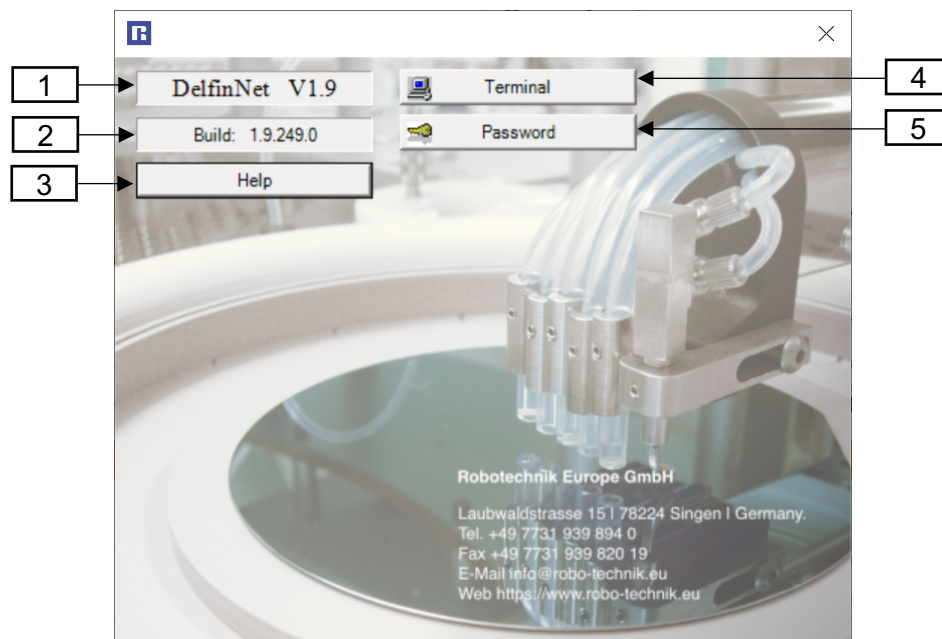 1
DelfinNet V1.9
Terminal
4
2
Build: 1.9.249.0
Password
5
3
Help
Robotechnik Europe GmbH
Laubwaldstrasse 15 I 78224 Singen I Germany.
Tel. +49 7731 939 894 0
Fax +49 7731 939 820 19
E-Mail info@robo-technik.eu
Web https://www.robo-technik.eu